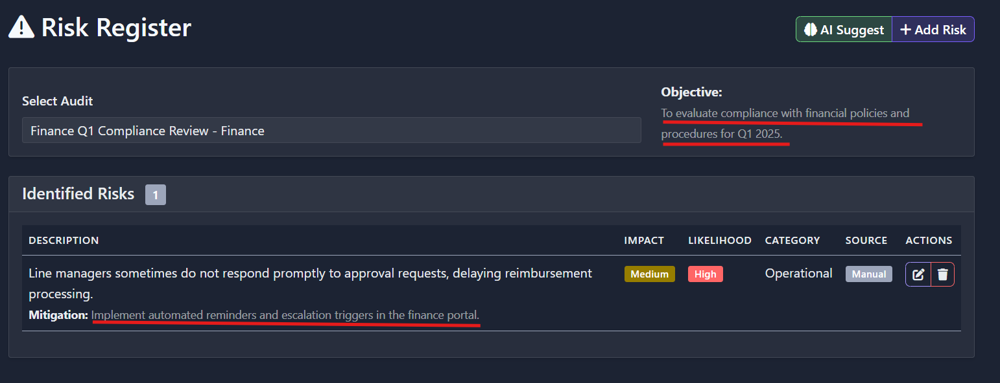 Risk Register
AI Suggest
+ Add Risk
Select Audit
Finance Q1 Compliance Review - Finance
Objective:
To evaluate compliance with financial policies and
procedures for Q1 2025.
Identified Risks 1
DESCRIPTION IMPACT LIKELIHOOD CATEGORY SOURCE ACTIONS
Line managers sometimes do not respond promptly to approval requests, delaying reimbursement
processing.
Mitigation: Implement automated reminders and escalation triggers in the finance portal.
Medium High Operational Manual